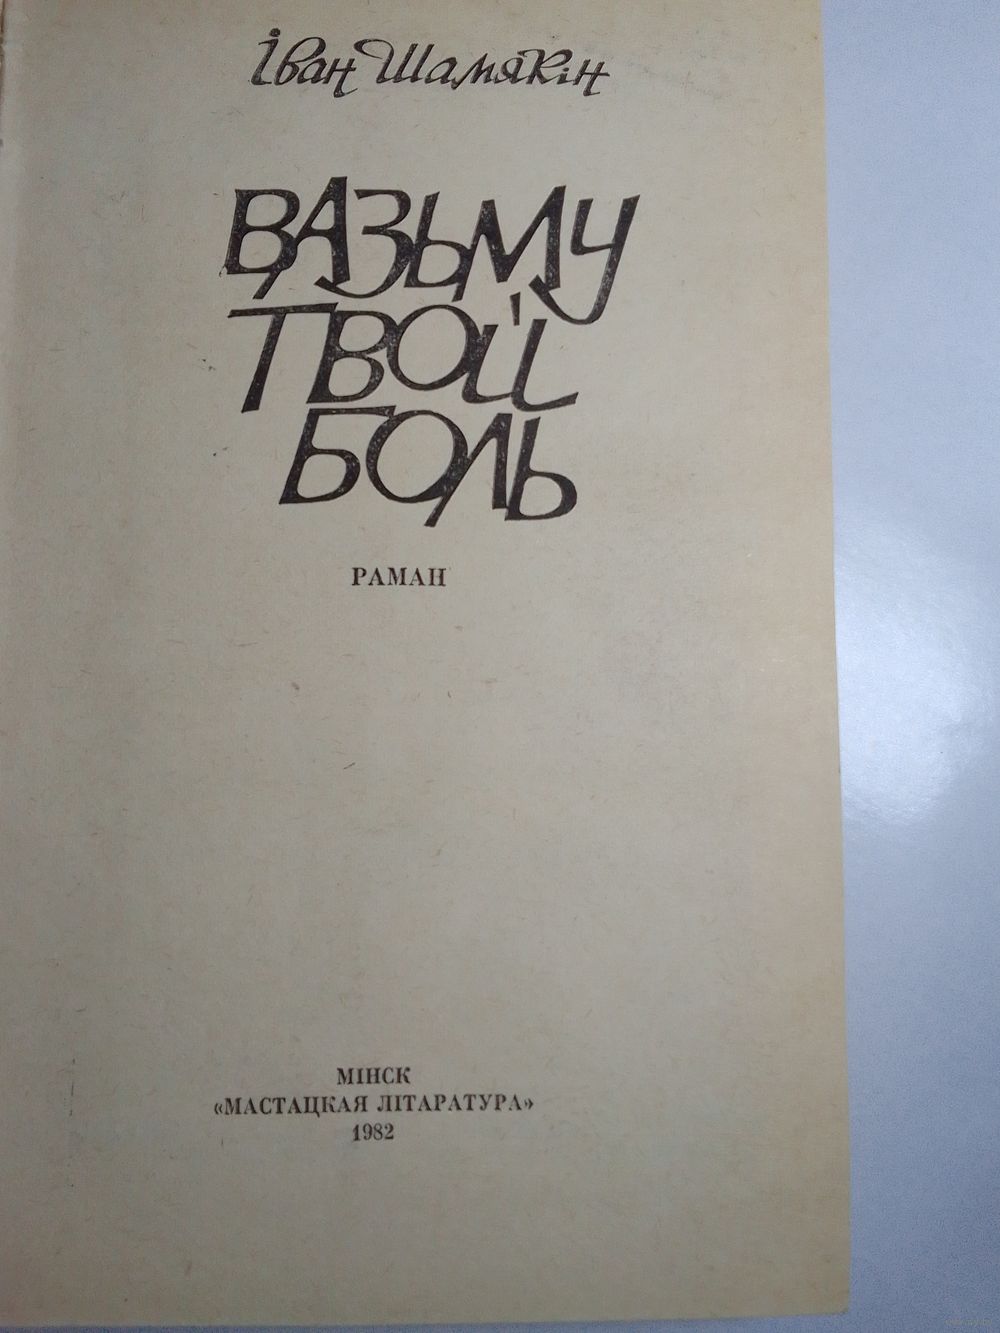 Іван Шамякін
ВАЗЬМУ
ТВОЙ
БОЛЬ
РАМАН
МІНСК
«МАСТАЦКАЯ ЛІТАРАТУРА»
1982